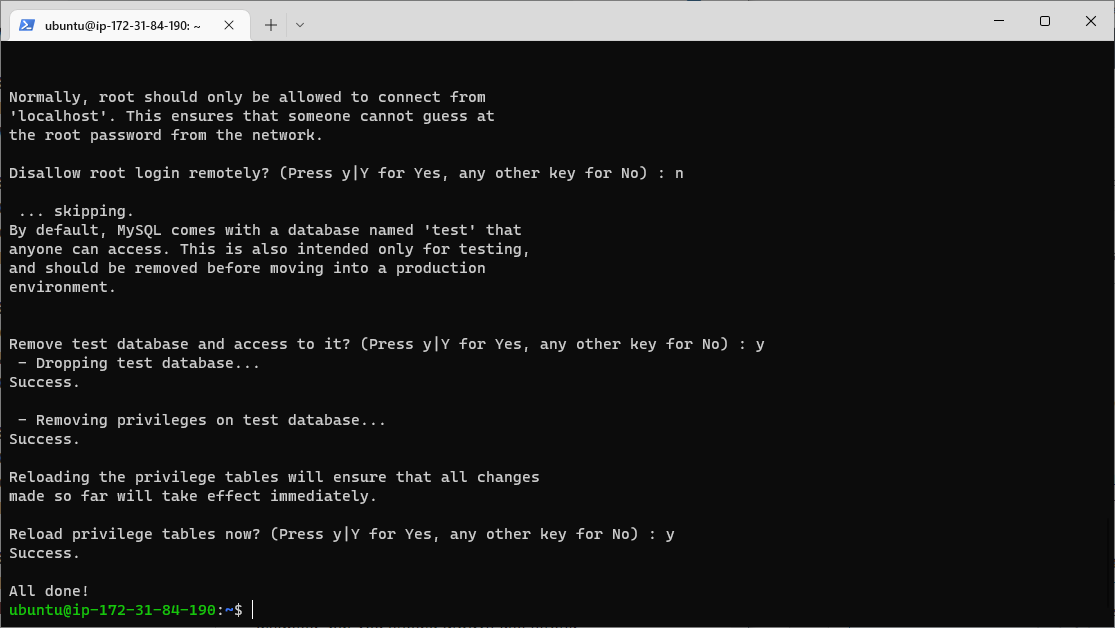 ubuntu@ip-172-31-84-190: ~
Normally, root should only be allowed to connect from
'localhost'. This ensures that someone cannot guess at
the root password from the network.
Disallow root login remotely? (Press y|Y for Yes, any other key for No) : n
... skipping.
By default, MySQL comes with a database named 'test' that
anyone can access. This is also intended only for testing,
and should be removed before moving into a production
environment.
Remove test database and access to it? (Press y|Y for Yes, any other key for No) : y
- Dropping test database...
Success.
- Removing privileges on test database...
Success.
Reloading the privilege tables will ensure that all changes
made so far will take effect immediately.
Reload privilege tables now? (Press y|Y for Yes, any other key for No) : y
Success.
All done!
ubuntu@ip-172-31-84-190:~$